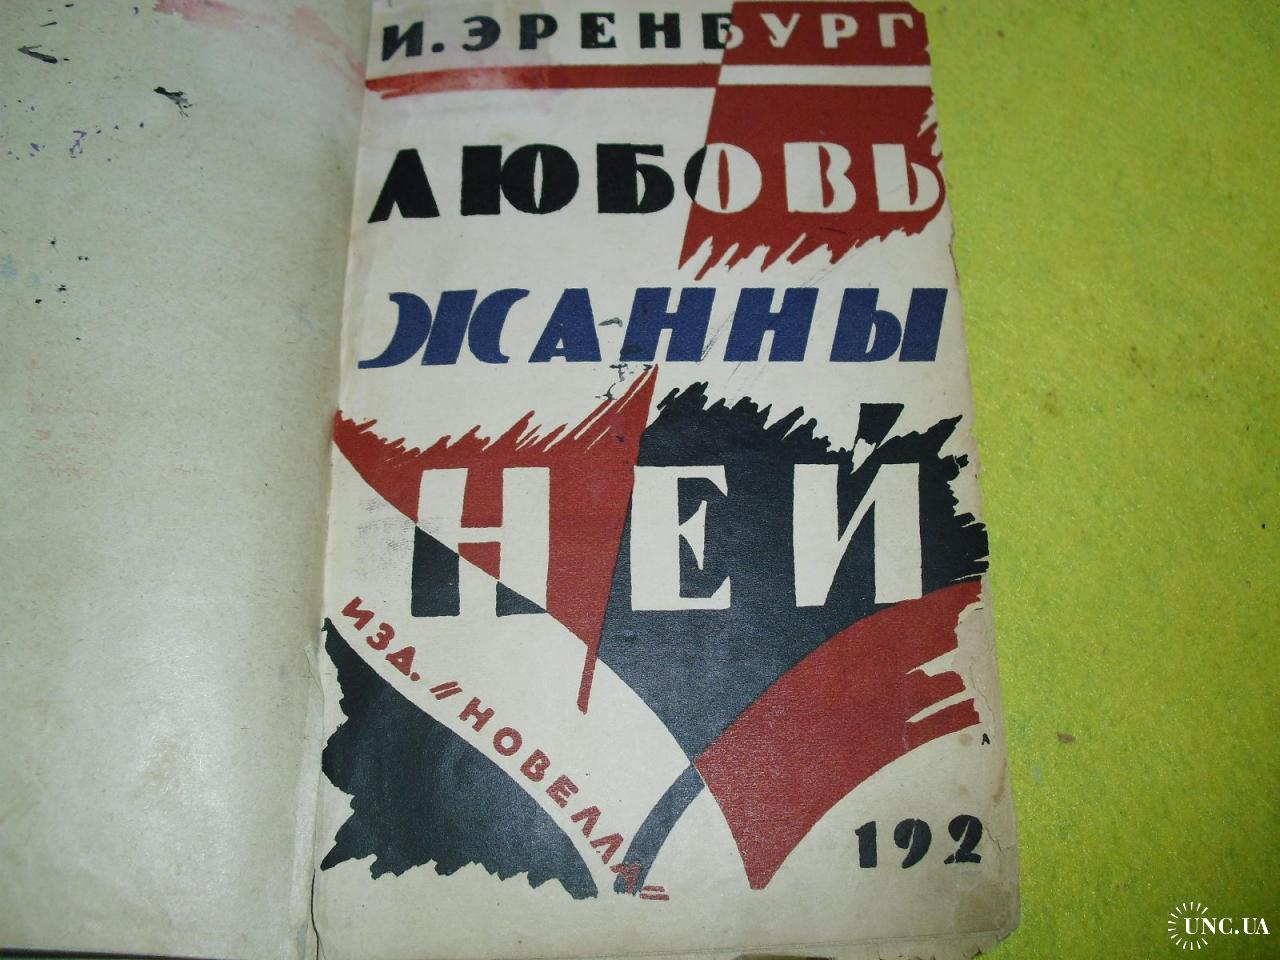 И. ЭРЕНБУРГ
ЛЮБОВЬ
ЖАННЫ
НЕЙ
ИЗД. "НОВЕЛЛА"
192
UNC.UA